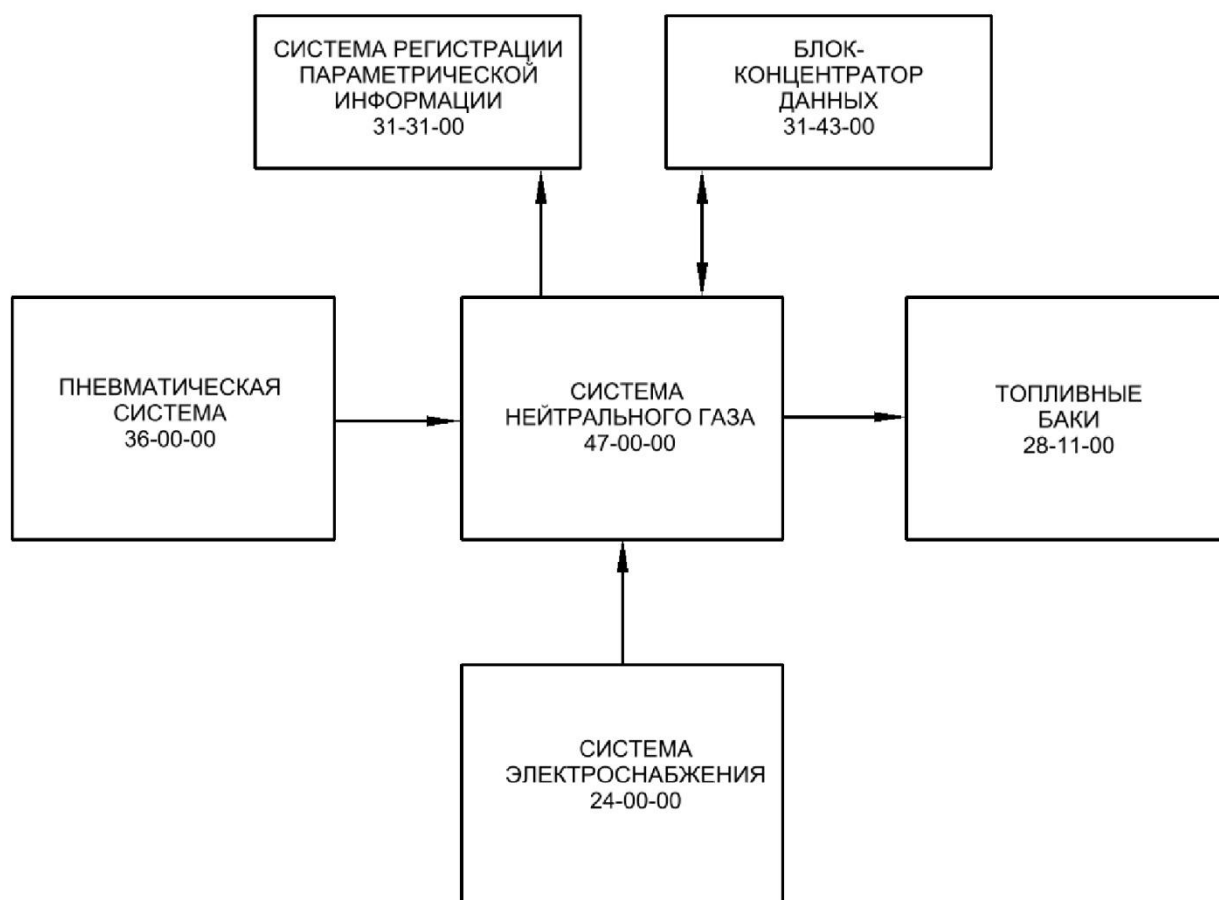 СИСТЕМА РЕГИСТРАЦИИ
ПАРАМЕТРИЧЕСКОЙ
ИНФОРМАЦИИ
31-31-00
БЛОК-
КОНЦЕНТРАТОР
ДАННЫХ
31-43-00
ПНЕВМАТИЧЕСКАЯ
СИСТЕМА
36-00-00
СИСТЕМА
НЕЙТРАЛЬНОГО ГАЗА
47-00-00
ТОПЛИВНЫЕ
БАКИ
28-11-00
СИСТЕМА
ЭЛЕКТРОСНАБЖЕНИЯ
24-00-00